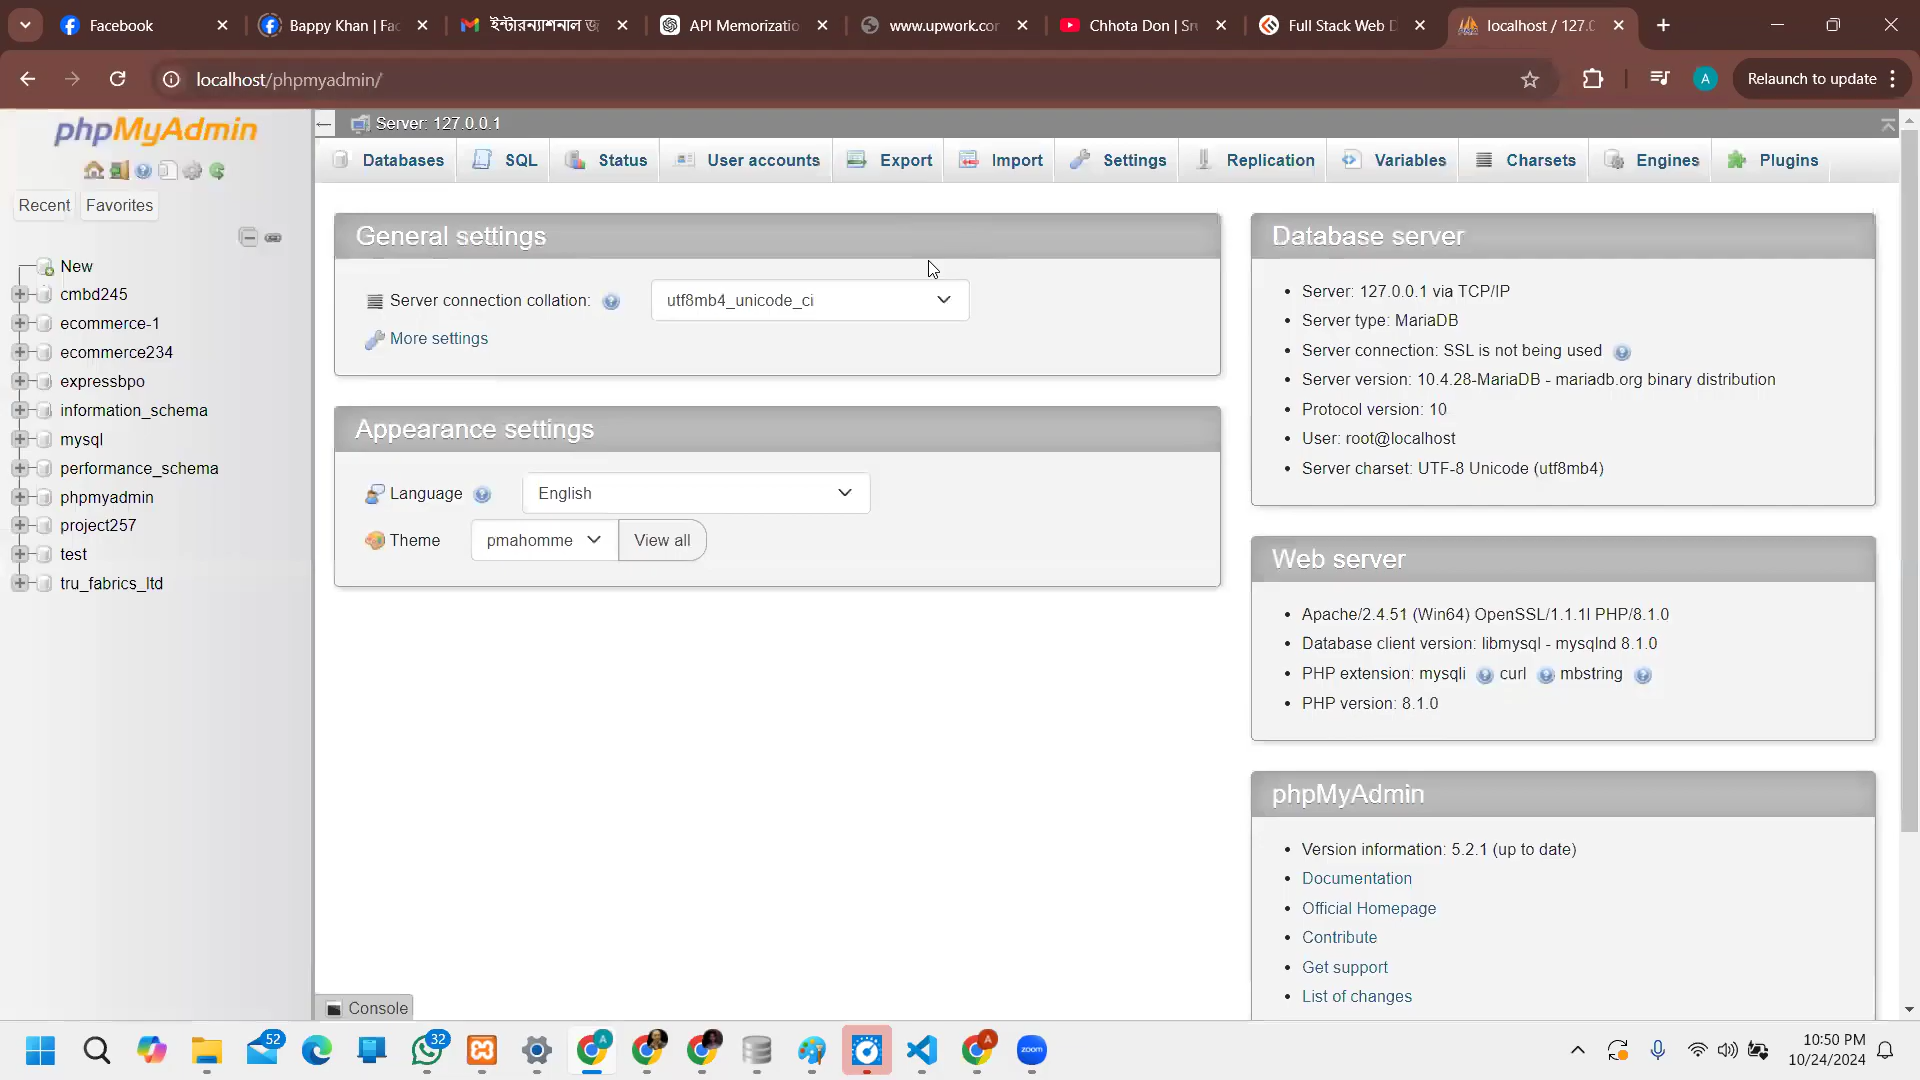 Facebook
Bappy Khan | Fac
ইন্টারন্যাশনাল জ
API Memorizatio
www.upwork.cor
Chhota Don | Sru
Full Stack Web D
localhost / 127.0
localhost/phpmyadmin/
A
Relaunch to update
phpMyAdmin
Recent
Favorites
New
cmbd245
ecommerce-1
ecommerce234
expressbpo
information_schema
mysql
performance_schema
phpmyadmin
project257
test
tru_fabrics_ltd
Server: 127.0.0.1
Databases
SQL
Status
User accounts
Export
Import
Settings
Replication
Variables
Charsets
Engines
Plugins
General settings
Server connection collation:
utf8mb4_unicode_ci
More settings
Appearance settings
Language
English
Theme
pmahomme
View all
Database server
Server: 127.0.0.1 via TCP/IP
Server type: MariaDB
Server connection: SSL is not being used
Server version: 10.4.28-MariaDB - mariadb.org binary distribution
Protocol version: 10
User: root@localhost
Server charset: UTF-8 Unicode (utf8mb4)
Web server
Apache/2.4.51 (Win64) OpenSSL/1.1.1l PHP/8.1.0
Database client version: libmysql - mysqlnd 8.1.0
PHP extension: mysqli curl mbstring
PHP version: 8.1.0
phpMyAdmin
Version information: 5.2.1 (up to date)
Documentation
Official Homepage
Contribute
Get support
List of changes
Console
52
32
A
A
zoom
10:50 PM
10/24/2024